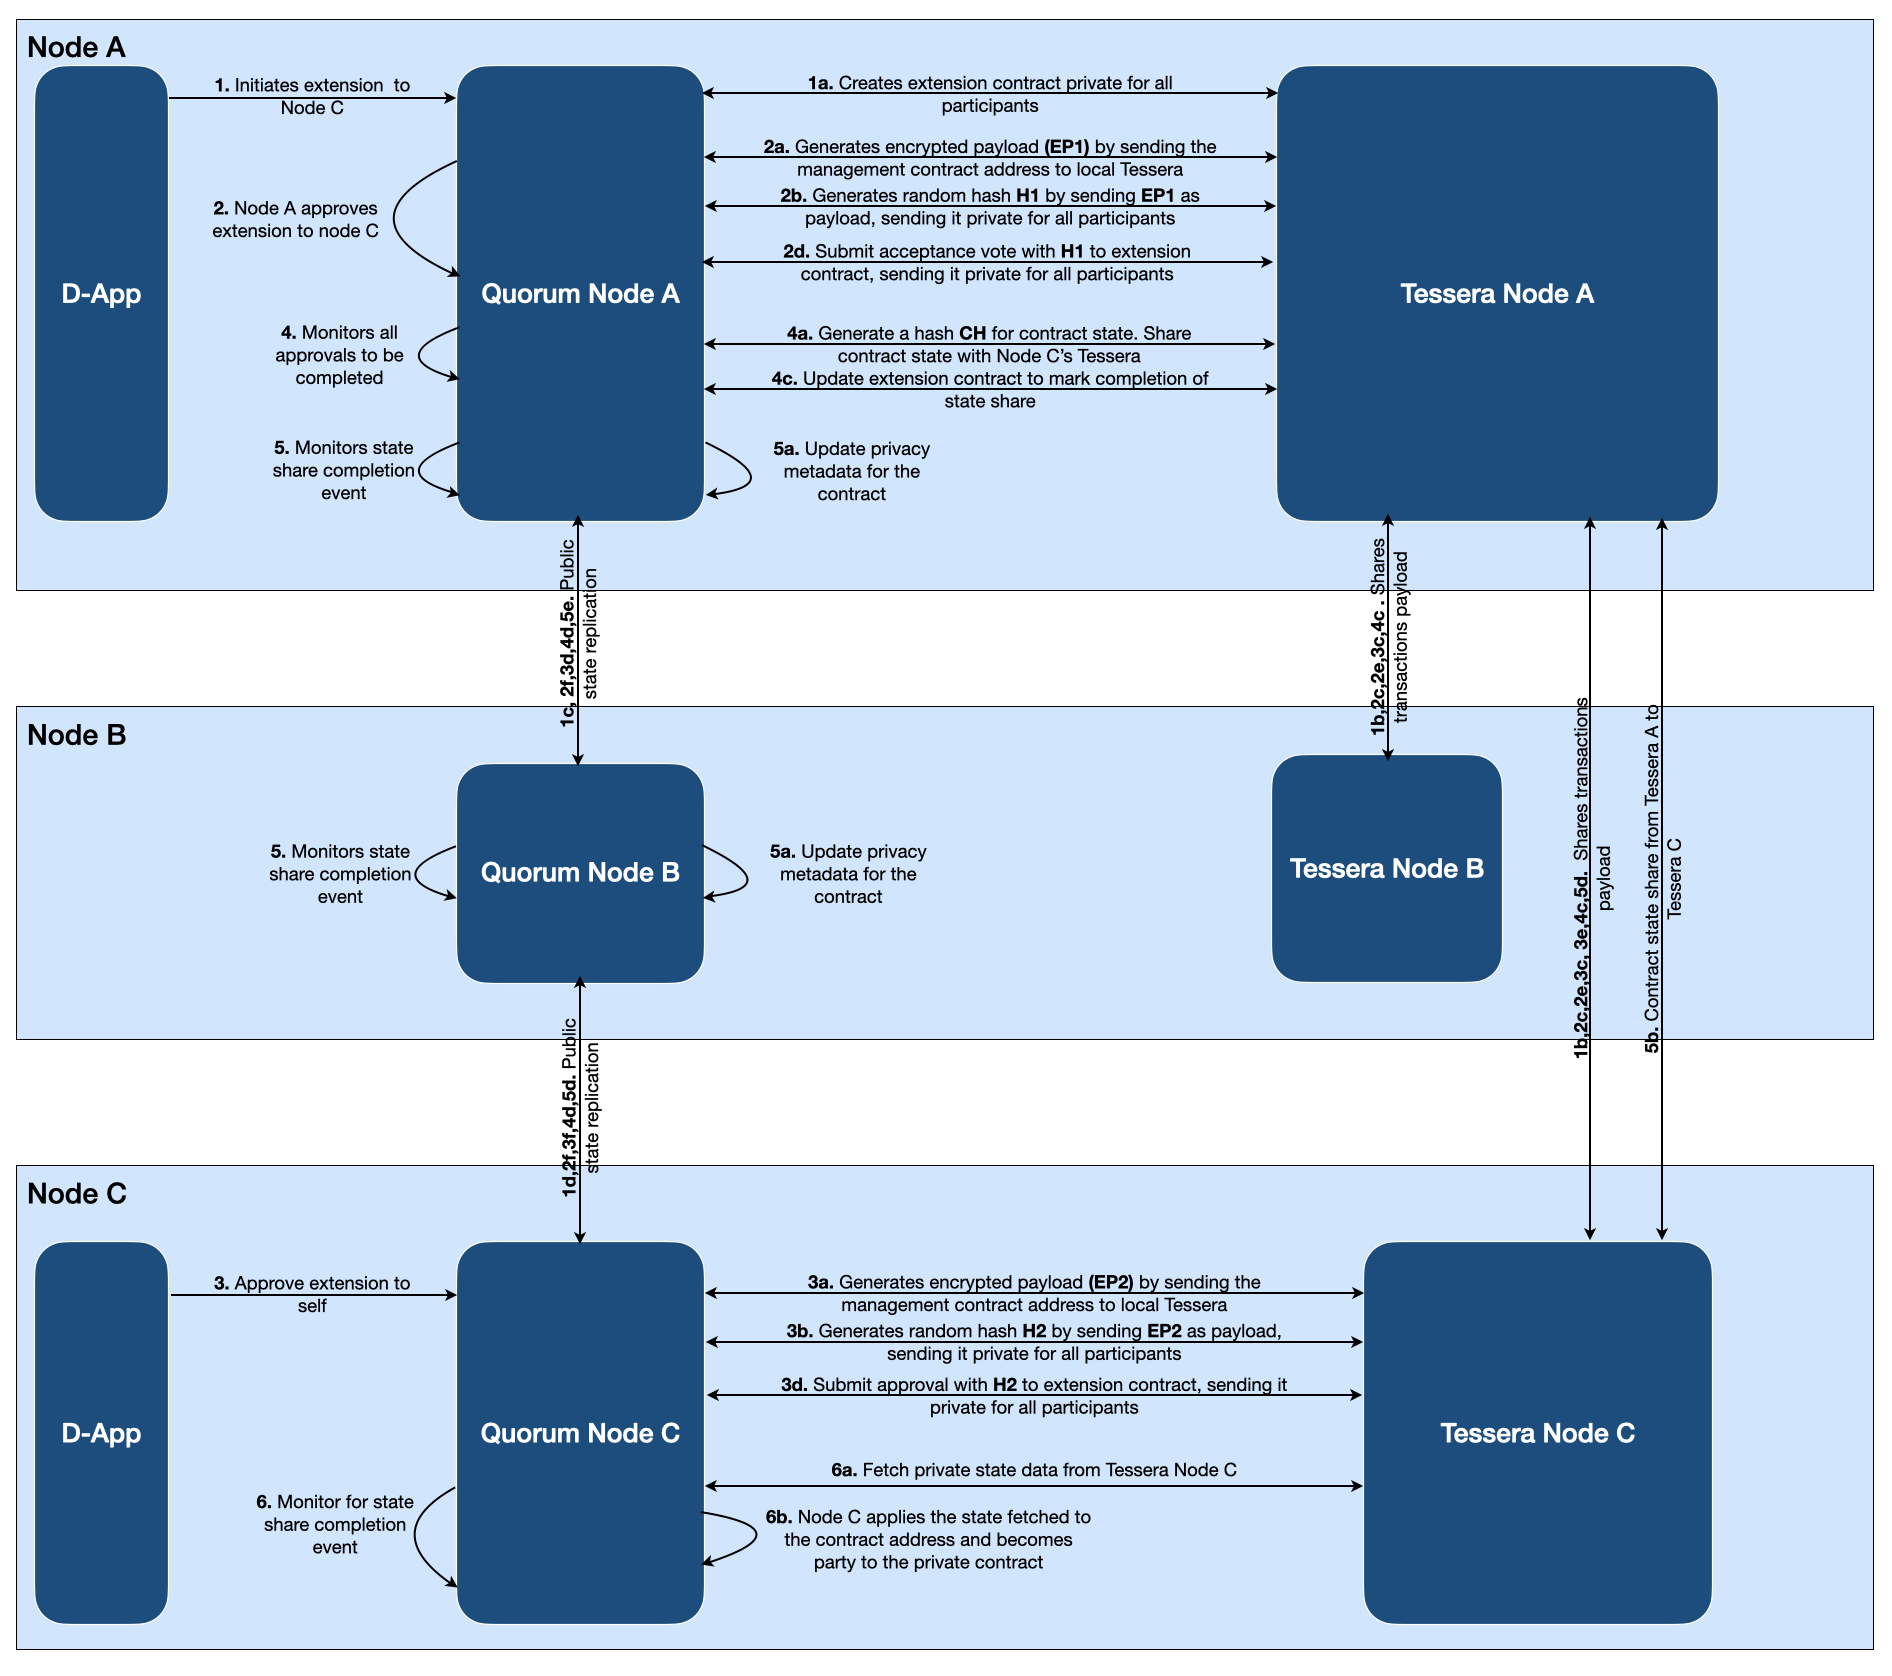 Node A
D-App
1. Initiates extension  to
Node C
2. Node A approves
extension to node C
4. Monitors all
approvals to be
completed
5. Monitors state
share completion
event
Quorum Node A
1a. Creates extension contract private for all
participants
2a. Generates encrypted payload (EP1) by sending the
management contract address to local Tessera
2b. Generates random hash H1 by sending EP1 as
payload, sending it private for all participants
2d. Submit acceptance vote with H1 to extension
contract, sending it private for all participants
4a. Generate a hash CH for contract state. Share
contract state with Node C’s Tessera
4c. Update extension contract to mark completion of
state share
5a. Update privacy
metadata for the
contract
Tessera Node A
1c, 2f,3d,4d,5e. Public
state replication
1b,2c,2e,3c,4c . Shares
transactions payload
1b,2c,2e,3c, 3e,4c,5d.  Shares transactions
payload
5b. Contract state share from Tessera A to
Tessera C
Node B
5. Monitors state
share completion
event
Quorum Node B
5a. Update privacy
metadata for the
contract
Tessera Node B
1d,2f,3f,4d,5d. Public
state replication
Node C
D-App
3. Approve extension to
self
6. Monitor for state
share completion
event
Quorum Node C
3a. Generates encrypted payload (EP2) by sending the
management contract address to local Tessera
3b. Generates random hash H2 by sending EP2 as payload,
sending it private for all participants
3d. Submit approval with H2 to extension contract, sending it
private for all participants
6a. Fetch private state data from Tessera Node C
6b. Node C applies the state fetched to
the contract address and becomes
party to the private contract
Tessera Node C